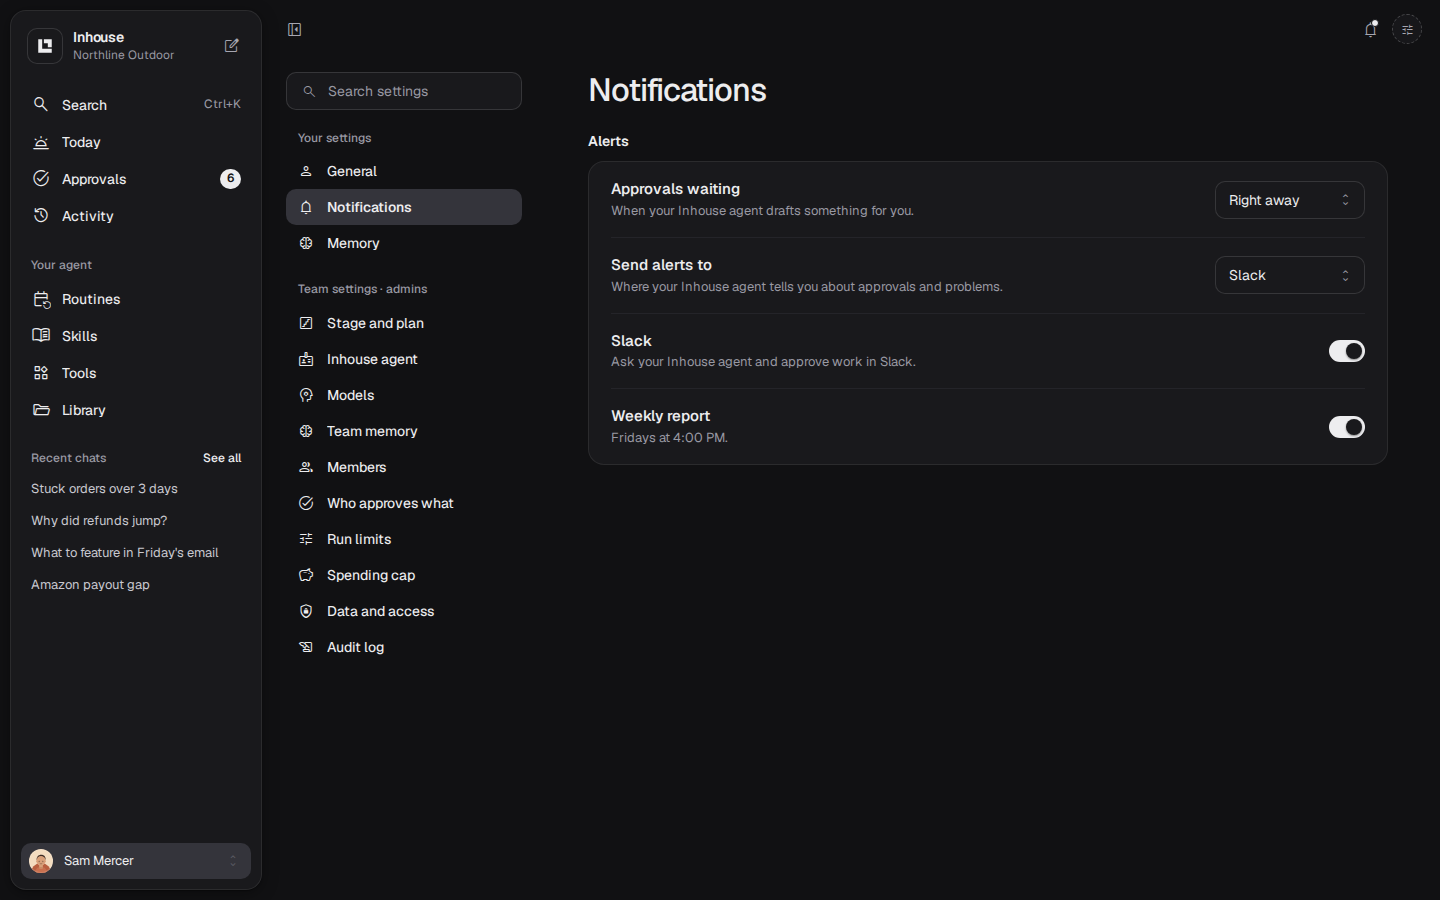 Inhouse
Northline Outdoor
Search Ctrl+K
Today
Approvals 6
Activity
Your agent
Routines
Skills
Tools
Library
Recent chats See all
Stuck orders over 3 days
Why did refunds jump?
What to feature in Friday's email
Amazon payout gap
Sam Mercer
Search settings
Your settings
General
Notifications
Memory
Team settings · admins
Stage and plan
Inhouse agent
Models
Team memory
Members
Who approves what
Run limits
Spending cap
Data and access
Audit log
Notifications
Alerts
Approvals waiting
When your Inhouse agent drafts something for you.
Right away
Send alerts to
Where your Inhouse agent tells you about approvals and problems.
Slack
Slack
Ask your Inhouse agent and approve work in Slack.
Weekly report
Fridays at 4:00 PM.